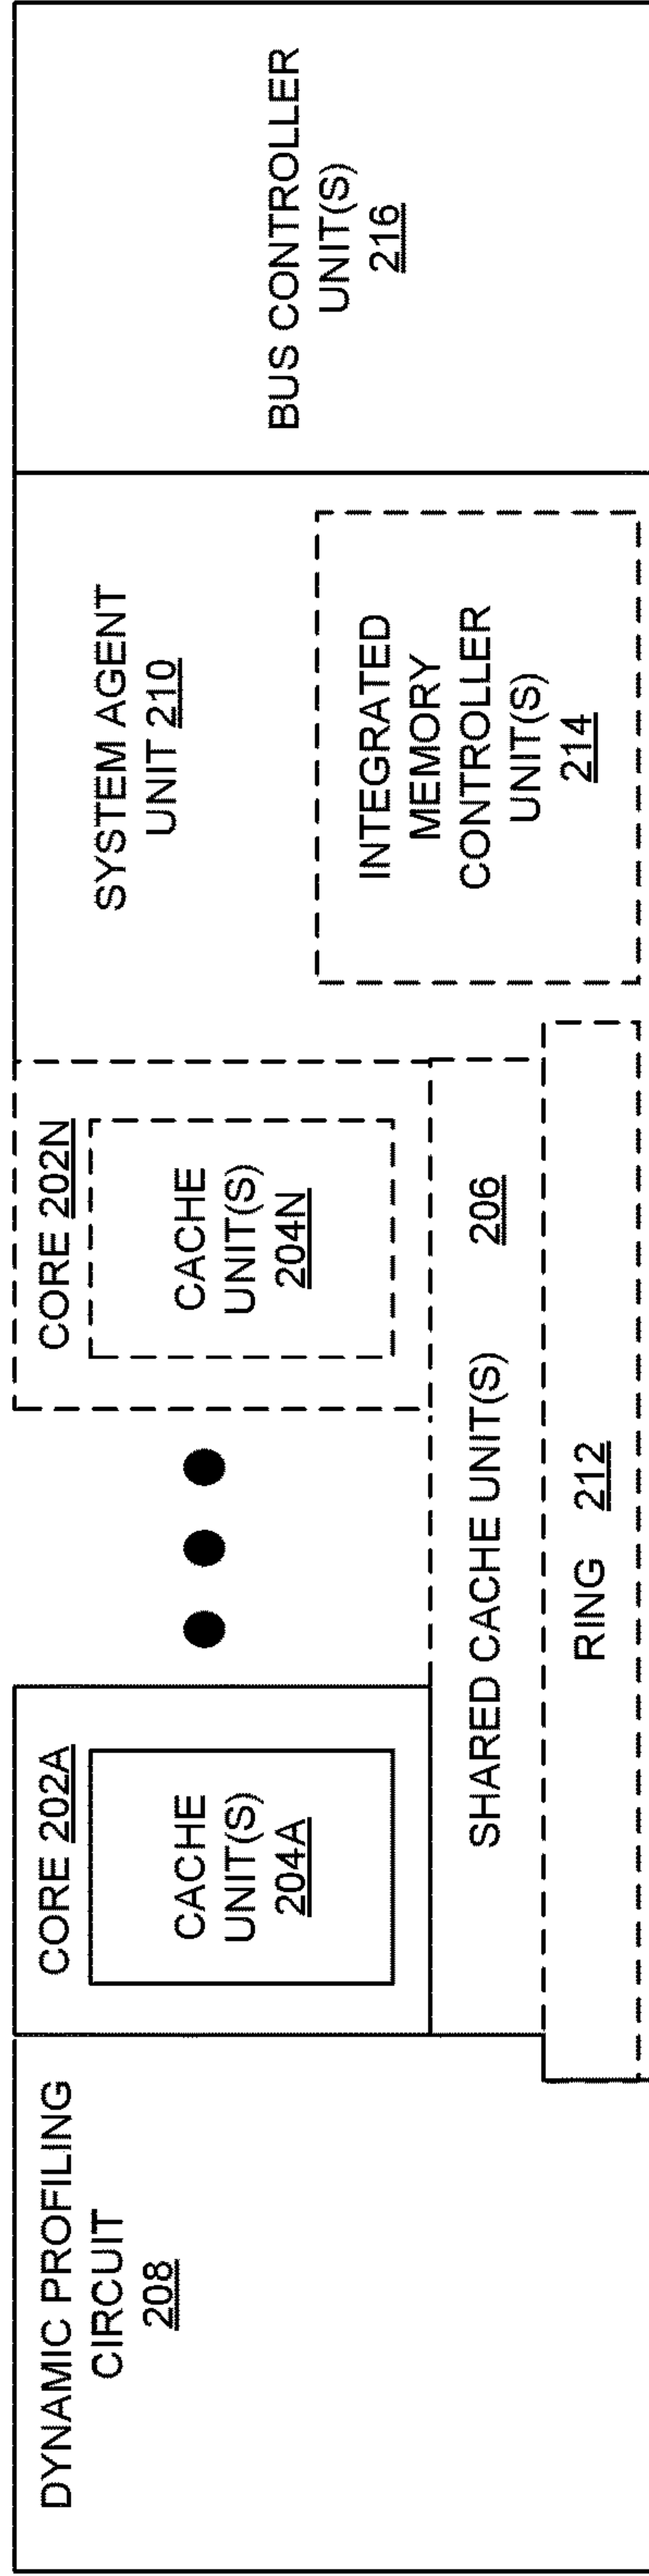 DYNAMIC PROFILING
CIRCUIT
208
CORE 202A
CACHE
UNIT(S)
204A
CORE 202N
CACHE
UNIT(S)
204N
SHARED CACHE UNIT(S) 206
RING 212
SYSTEM AGENT
UNIT 210
INTEGRATED
MEMORY
CONTROLLER
UNIT(S)
214
BUS CONTROLLER
UNIT(S)
216